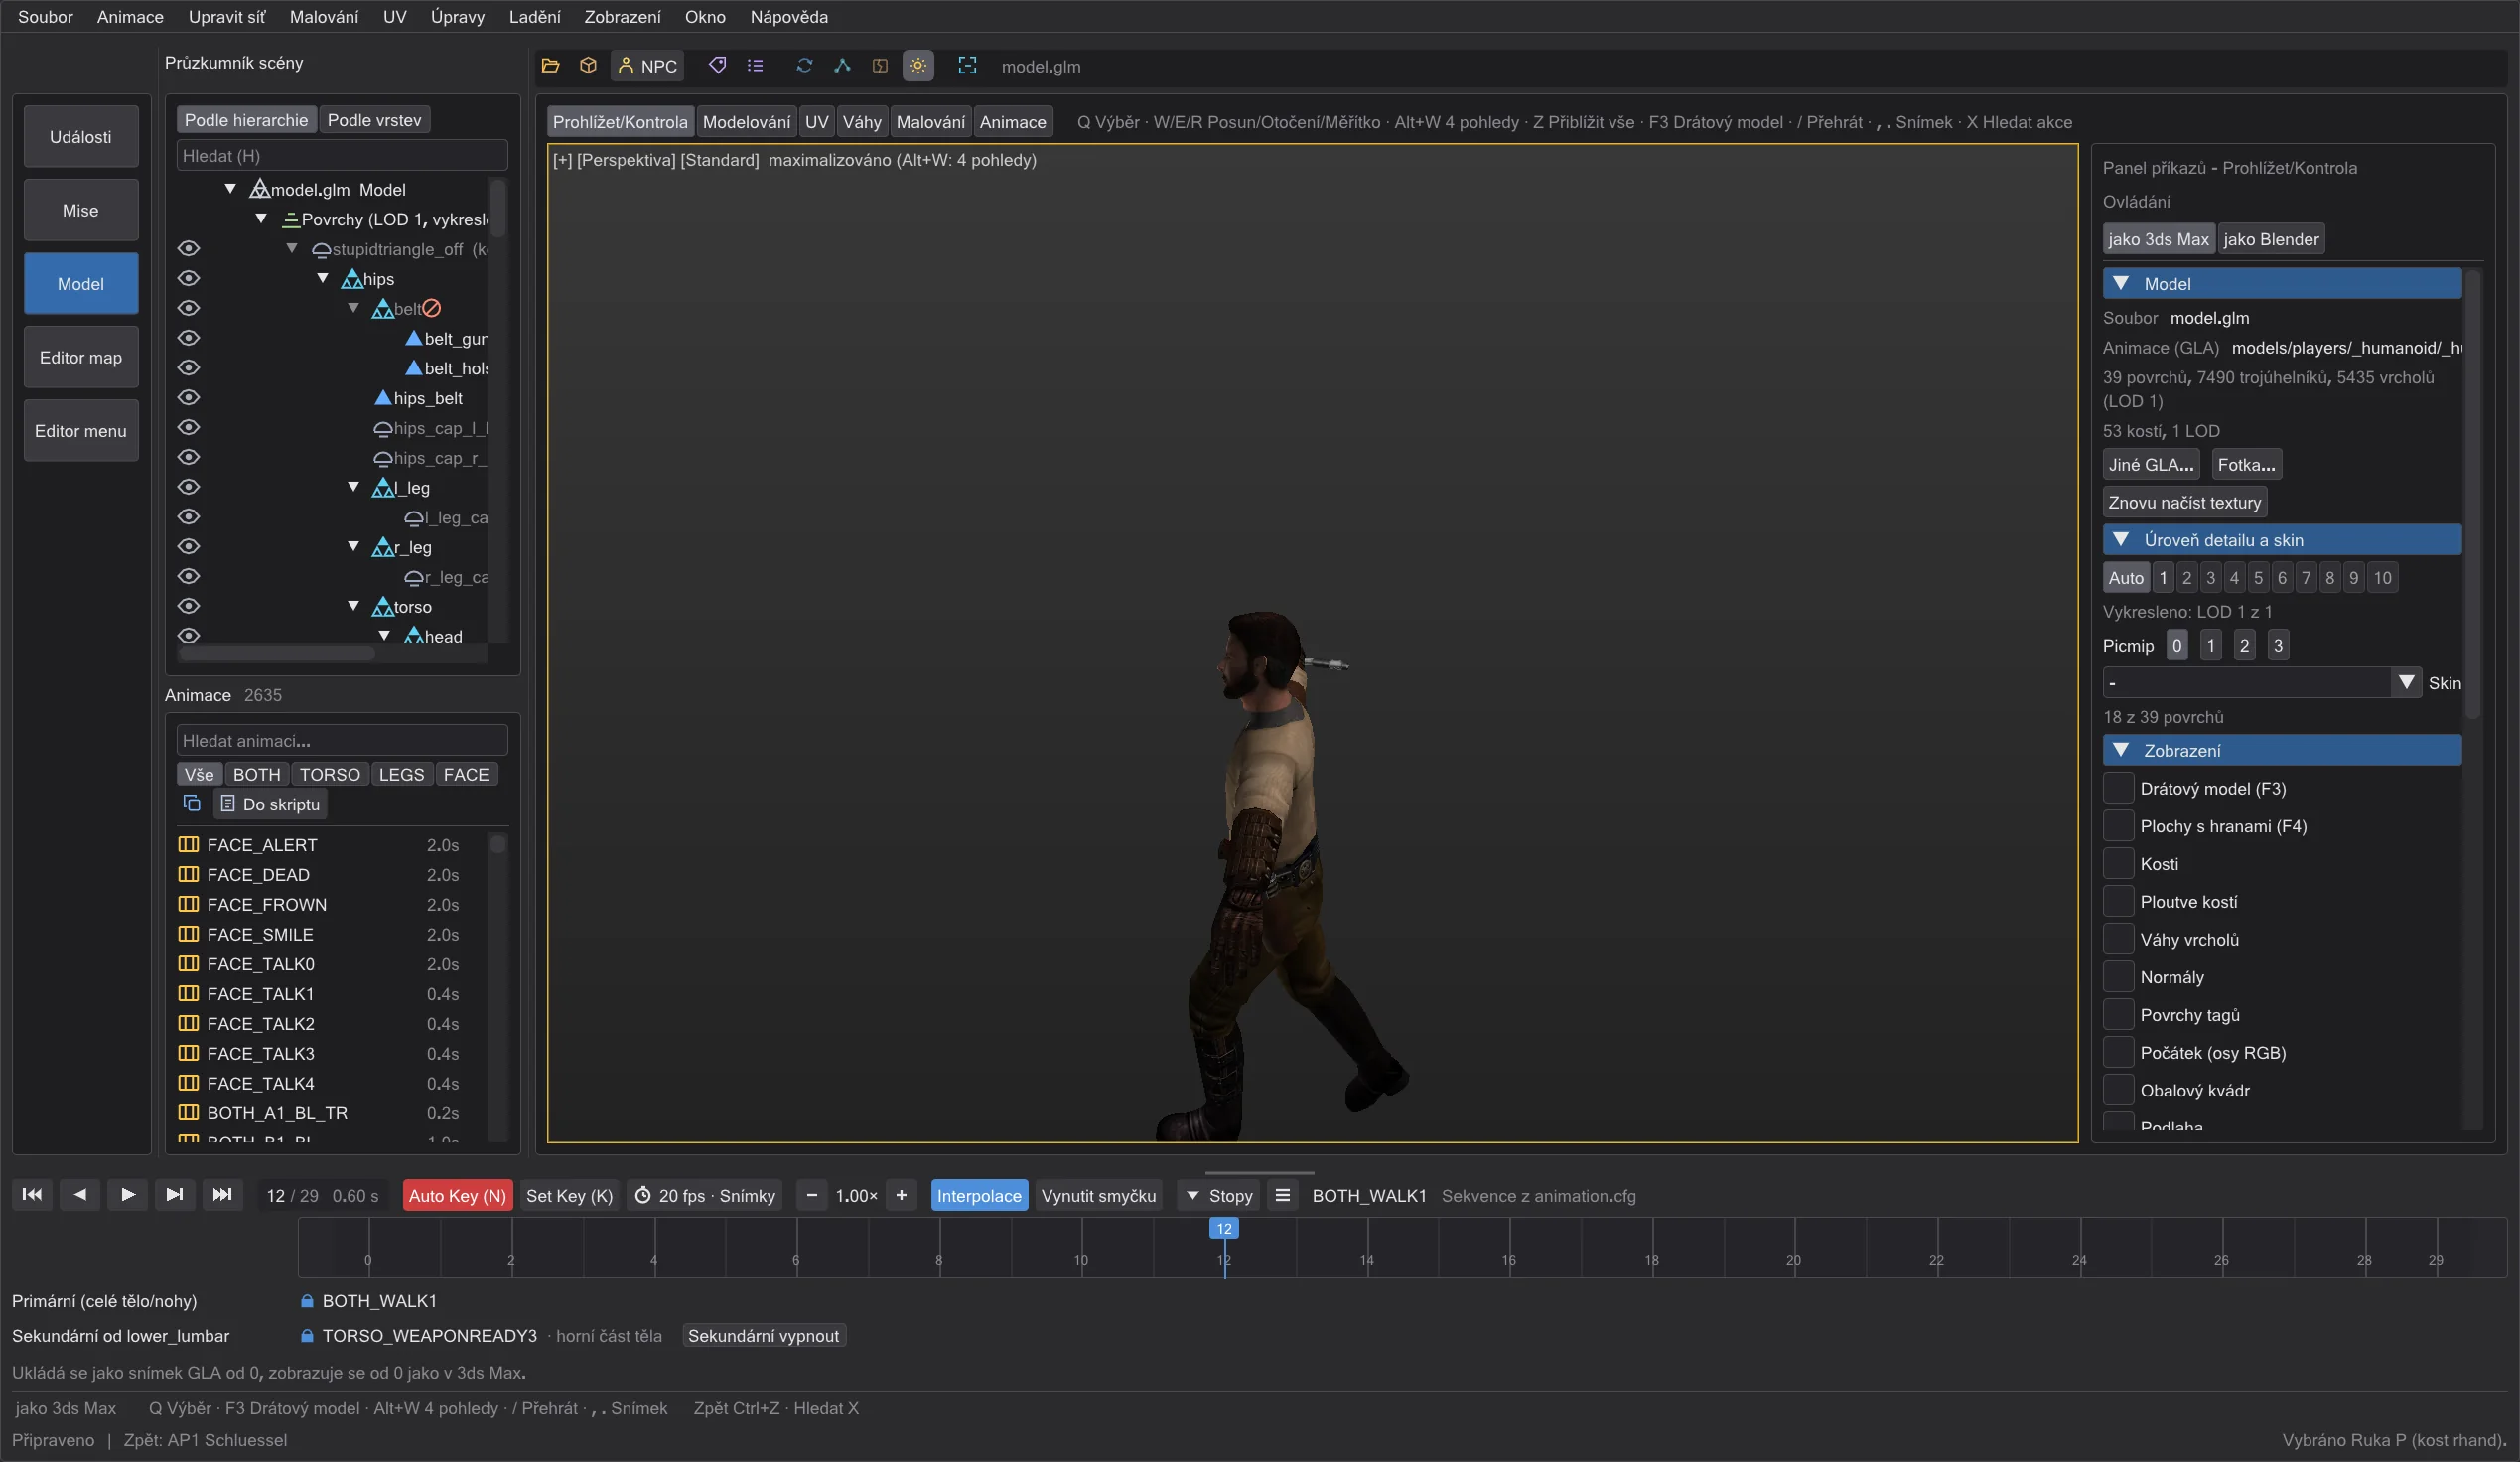 Soubor Animace Upravit síť Malování UV Úpravy Ladění Zobrazení Okno Nápověda
Průzkumník scény
NPC model.glm
Události
Mise
Model
Editor map
Editor menu
Podle hierarchie Podle vrstev
Hledat (H)
model.glm Model
Povrchy (LOD 1, vykresl
stupidtriangle_off (k
hips
belt
belt_gun
belt_hols
hips_belt
hips_cap_l_l
hips_cap_r_
l_leg
l_leg_ca
r_leg
r_leg_ca
torso
head
Animace 2635
Hledat animaci...
Vše BOTH TORSO LEGS FACE
Do skriptu
FACE_ALERT 2.0s
FACE_DEAD 2.0s
FACE_FROWN 2.0s
FACE_SMILE 2.0s
FACE_TALK0 2.0s
FACE_TALK1 0.4s
FACE_TALK2 0.4s
FACE_TALK3 0.4s
FACE_TALK4 0.4s
BOTH_A1_BL_TR 0.2s
Prohlížet/Kontrola Modelování UV Váhy Malování Animace Q Výběr · W/E/R Posun/Otočení/Měřítko · Alt+W 4 pohledy · Z Přiblížit vše · F3 Drátový model · / Přehrát · , . Snímek · X Hledat akce
[+] [Perspektiva] [Standard] maximalizováno (Alt+W: 4 pohledy)
Panel příkazů - Prohlížet/Kontrola
Ovládání
jako 3ds Max jako Blender
Model
Soubor model.glm
Animace (GLA) models/players/_humanoid/_h
39 povrchů, 7490 trojúhelníků, 5435 vrcholů
(LOD 1)
53 kostí, 1 LOD
Jiné GLA... Fotka...
Znovu načíst textury
Úroveň detailu a skin
Auto 1 2 3 4 5 6 7 8 9 10
Vykresleno: LOD 1 z 1
Picmip 0 1 2 3
- Skin
18 z 39 povrchů
Zobrazení
Drátový model (F3)
Plochy s hranami (F4)
Kosti
Ploutve kostí
Váhy vrcholů
Normály
Povrchy tagů
Počátek (osy RGB)
Obalový kvádr
Podlaha
12 / 29 0.60 s Auto Key (N) Set Key (K) 20 fps · Snímky − 1.00× + Interpolace Vynutit smyčku Stopy BOTH_WALK1 Sekvence z animation.cfg
12
0 2 4 6 8 10 12 14 16 18 20 22 24 26 28 29
Primární (celé tělo/nohy) BOTH_WALK1
Sekundární od lower_lumbar TORSO_WEAPONREADY3 · horní část těla Sekundární vypnout
Ukládá se jako snímek GLA od 0, zobrazuje se od 0 jako v 3ds Max.
jako 3ds Max Q Výběr · F3 Drátový model · Alt+W 4 pohledy · / Přehrát · , . Snímek Zpět Ctrl+Z · Hledat X
Připraveno | Zpět: AP1 Schluessel Vybráno Ruka P (kost rhand).